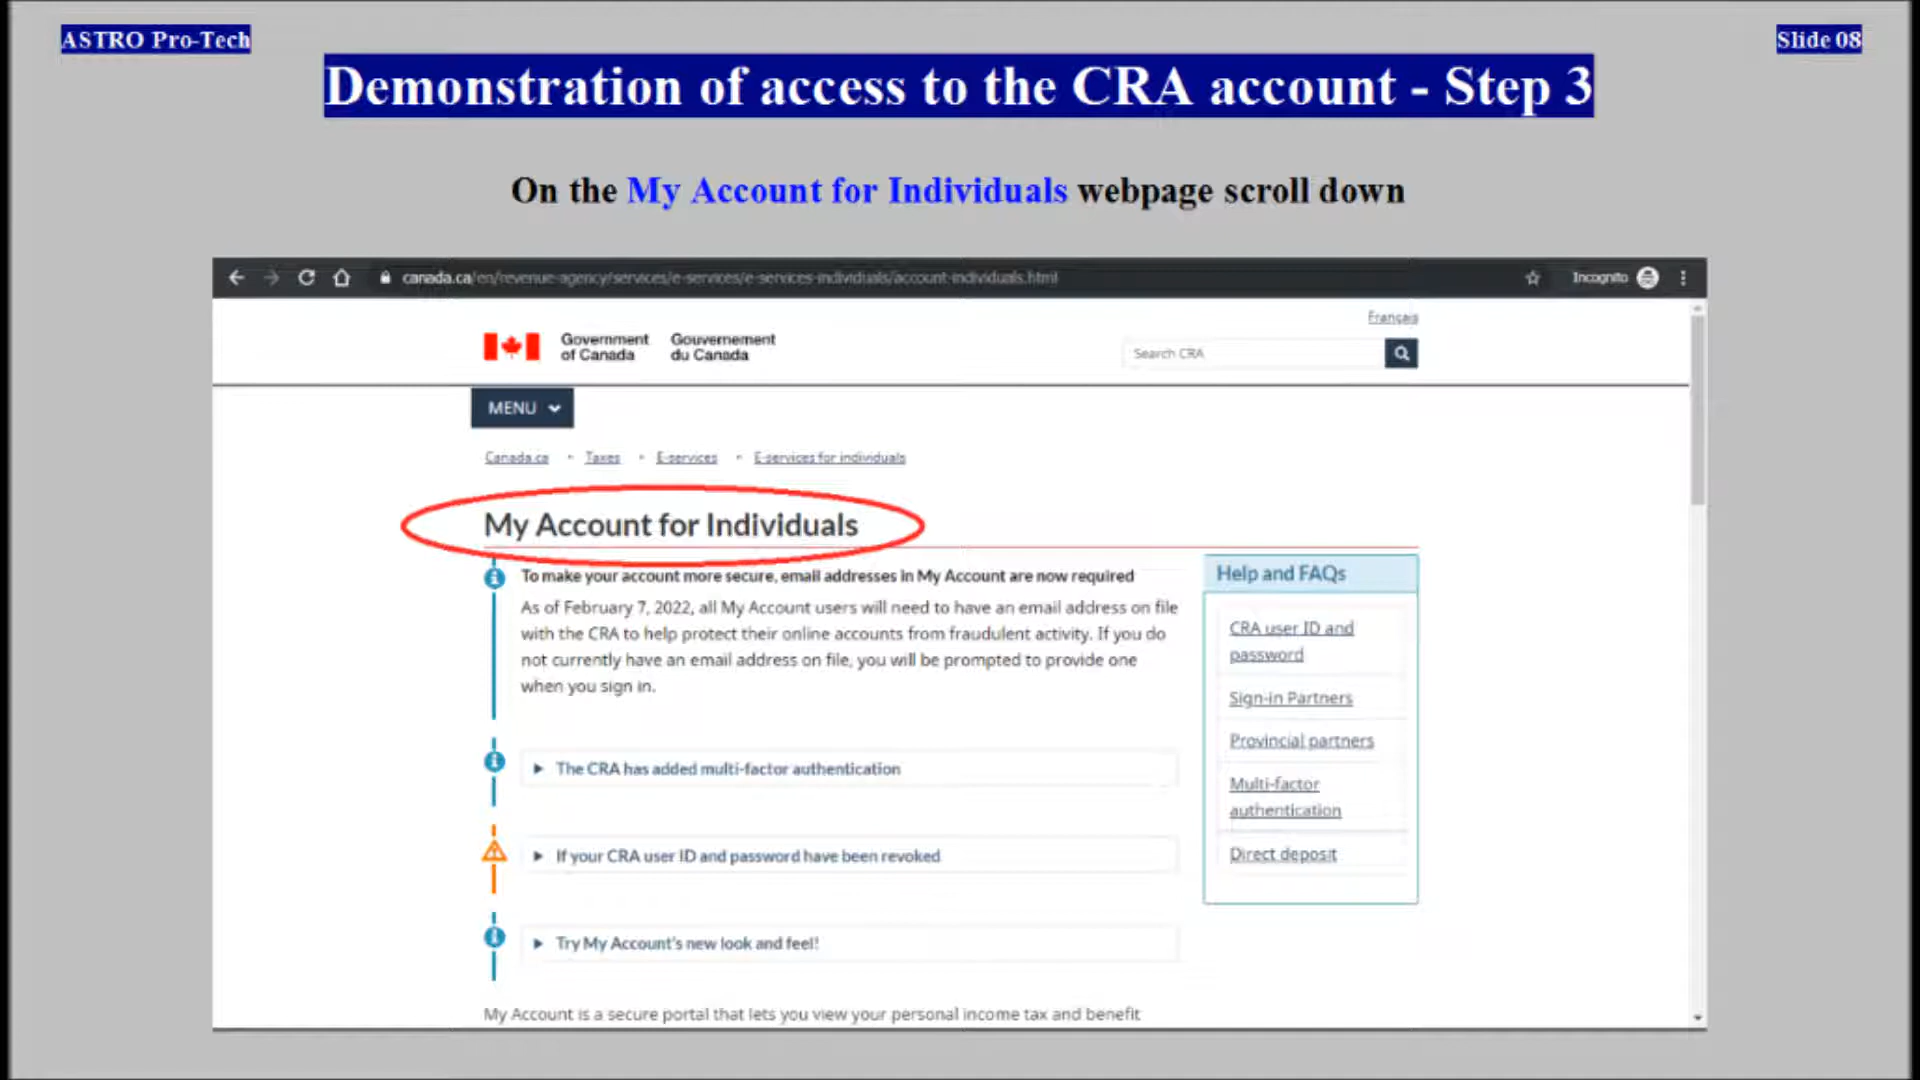 ASTRO Pro-Tech
Slide 08
Demonstration of access to the CRA account - Step 3
On the My Account for Individuals webpage scroll down
canada.ca/en/revenue-agency/services/e-services/e-services-individuals/account-individuals.html
Incognito
Français
Government of Canada
Gouvernement du Canada
Search CRA
MENU
Canada.ca
Taxes
E-services
E-services for individuals
My Account for Individuals
To make your account more secure, email addresses in My Account are now required
As of February 7, 2022, all My Account users will need to have an email address on file
with the CRA to help protect their online accounts from fraudulent activity. If you do
not currently have an email address on file, you will be prompted to provide one
when you sign in.
The CRA has added multi-factor authentication
If your CRA user ID and password have been revoked
Try My Account's new look and feel!
My Account is a secure portal that lets you view your personal income tax and benefit
Help and FAQs
CRA user ID and
password
Sign-in Partners
Provincial partners
Multi-factor
authentication
Direct deposit